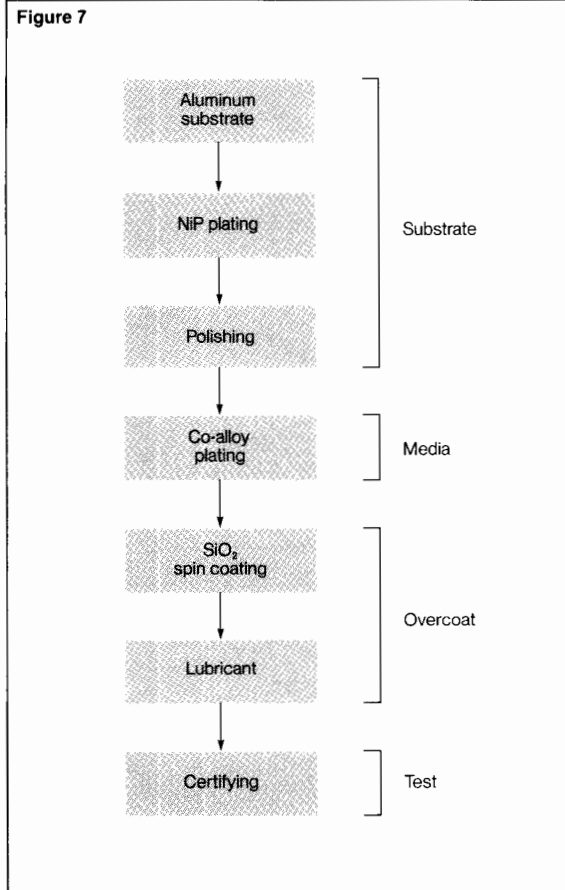 Figure 7
Aluminum
substrate
NiP plating
Substrate
Polishing
Co-alloy
plating
Media
SiO₂
spin coating
Overcoat
Lubricant
Certifying
Test